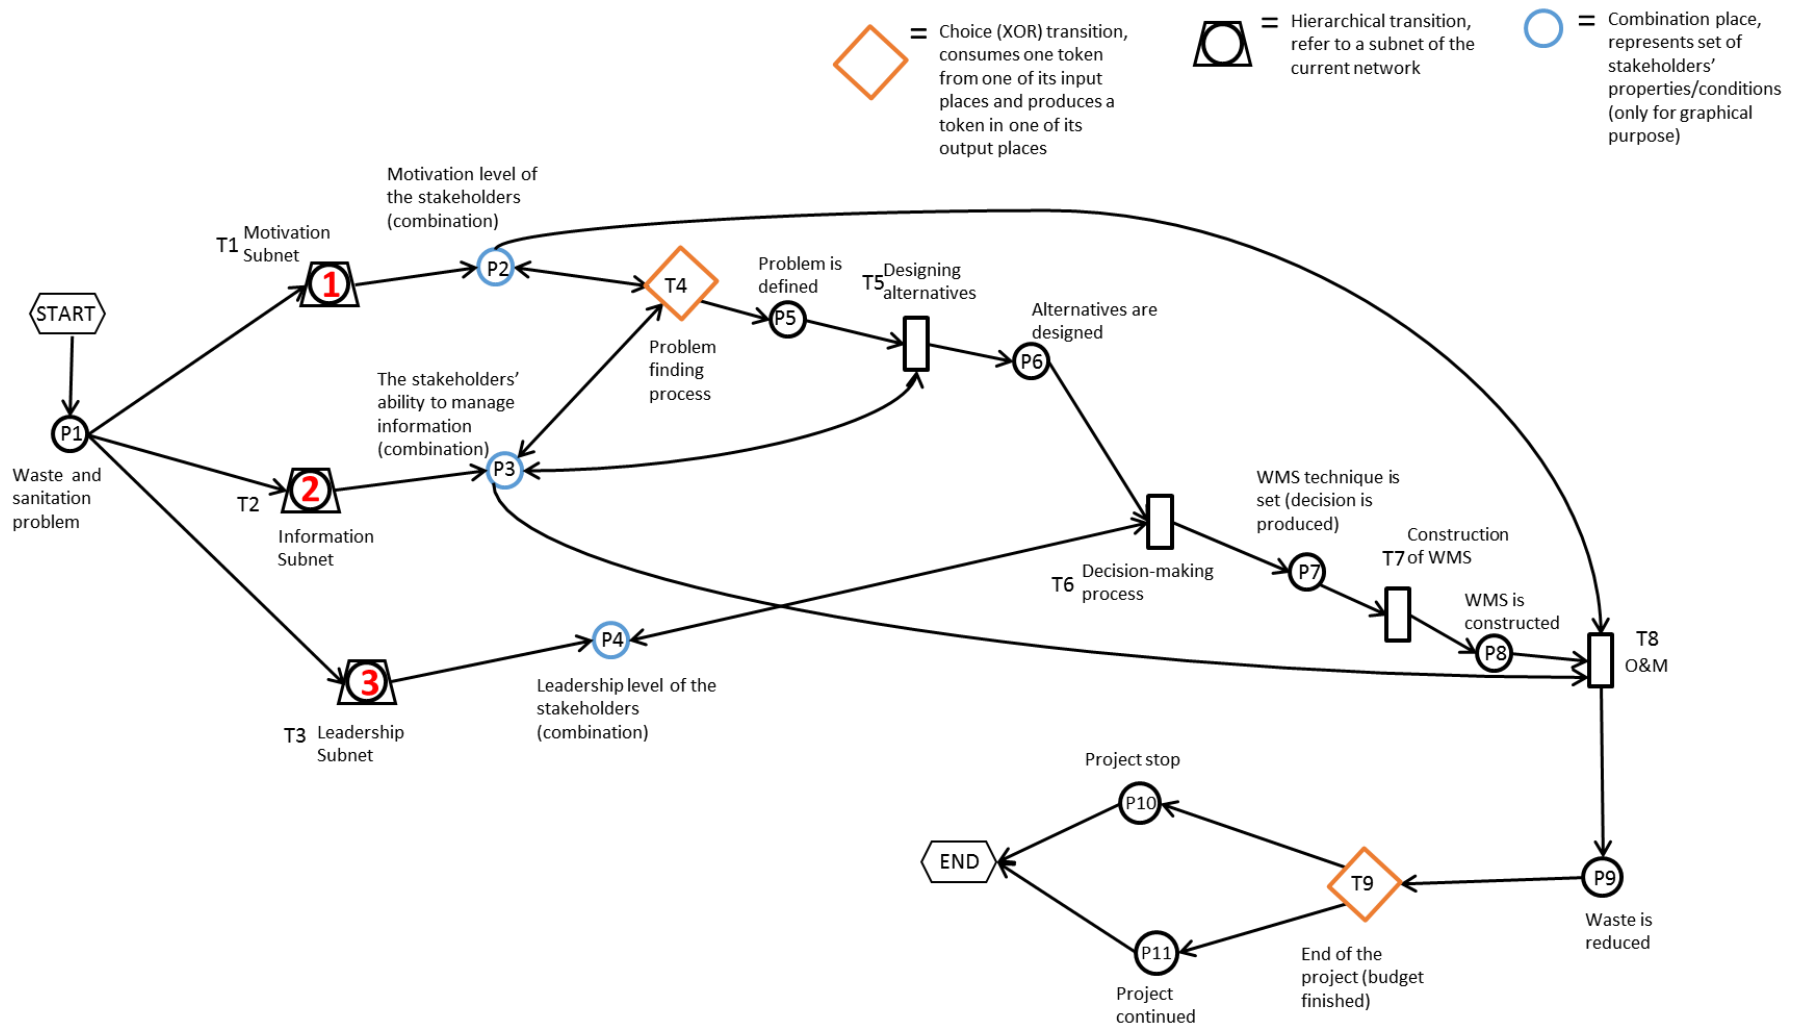 = Choice (XOR) transition,
consumes one token
from one of its input
places and produces a
token in one of its
output places
= Hierarchical transition,
refer to a subnet of the
current network
= Combination place,
represents set of
stakeholders’
properties/conditions
(only for graphical
purpose)
START
P1
Waste and
sanitation
problem
T1
Motivation
Subnet
1
Motivation level of
the stakeholders
(combination)
P2
T2
2
Information
Subnet
The stakeholders’
ability to manage
information
(combination)
P3
T3
3
Leadership
Subnet
P4
Leadership level of the
stakeholders
(combination)
T4
Problem
finding
process
Problem is
defined
P5
T5
Designing
alternatives
Alternatives are
designed
P6
T6
Decision-making
process
WMS technique is
set (decision is
produced)
P7
T7
Construction
of WMS
WMS is
constructed
P8
T8
O&M
P9
Waste is
reduced
T9
End of the
project (budget
finished)
Project stop
P10
P11
Project
continued
END